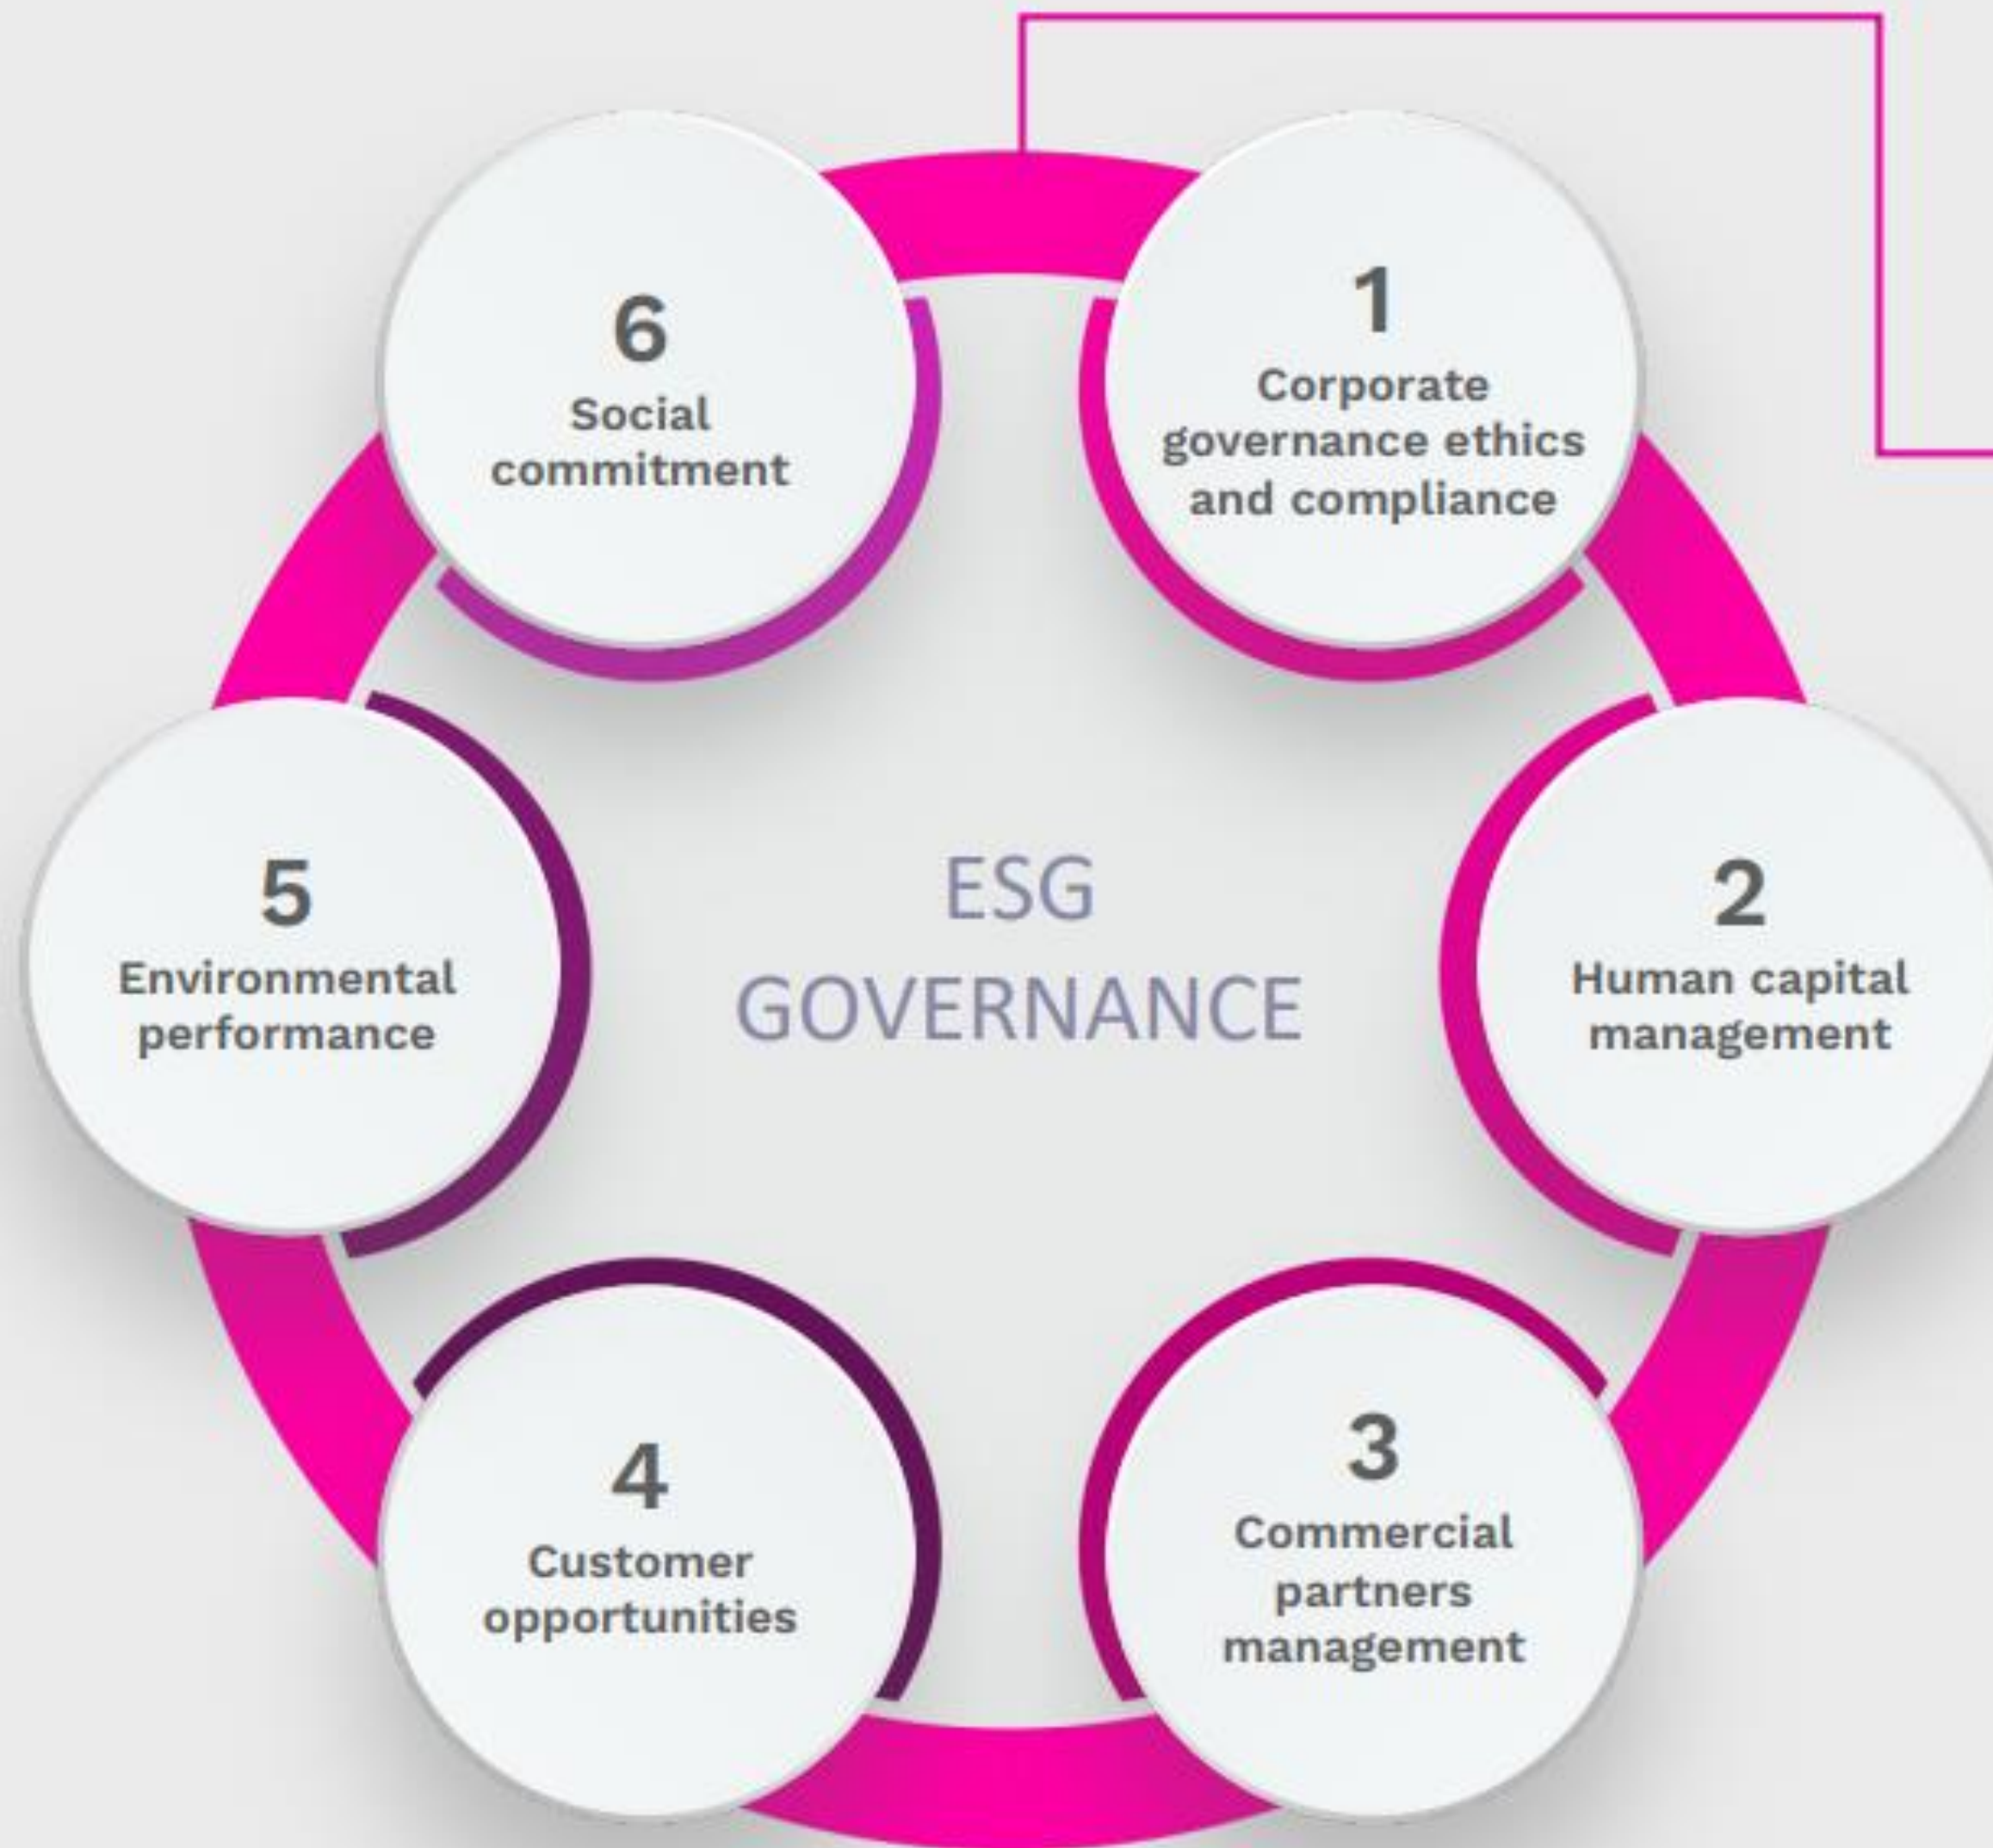 1
Corporate
governance ethics
and compliance
2
Human capital
management
3
Commercial
partners
management
4
Customer
opportunities
5
Environmental
performance
6
Social
commitment
ESG
GOVERNANCE